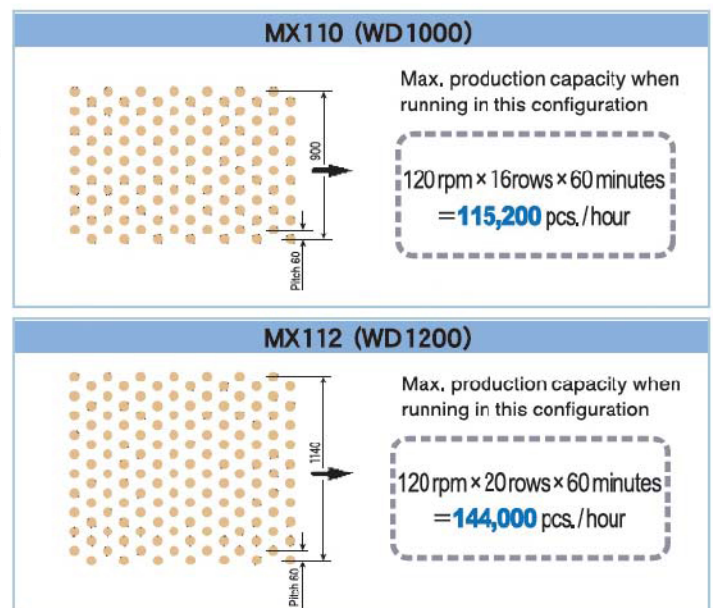 MX110 (WD1000)
Max. production capacity when
running in this configuration
900
120 rpm × 16rows × 60 minutes
=115,200 pcs./hour
Pitch 60
MX112 (WD1200)
Max. production capacity when
running in this configuration
1140
120 rpm × 20 rows × 60 minutes
=144,000 pcs./hour
Pitch 60